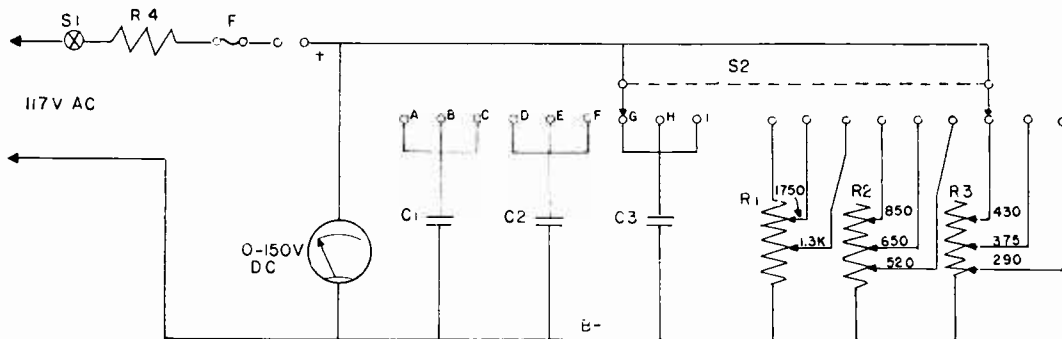 S1
R4
F
+
S2
117V AC
A B C D E F G H I
R1
1750
R2
850
R3
430
C1
C2
C3
1.3K
650
375
0-150V
DC
520
290
B-